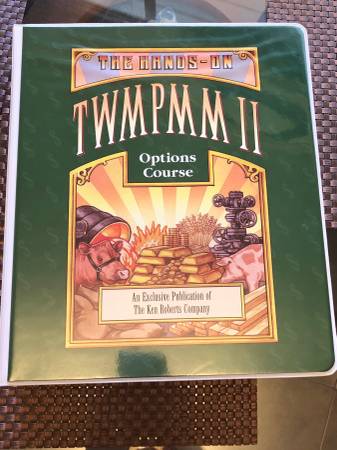 THE HANDS-ON
TWMPMM II
Options
Course
An Exclusive Publication of
The Ken Roberts Company